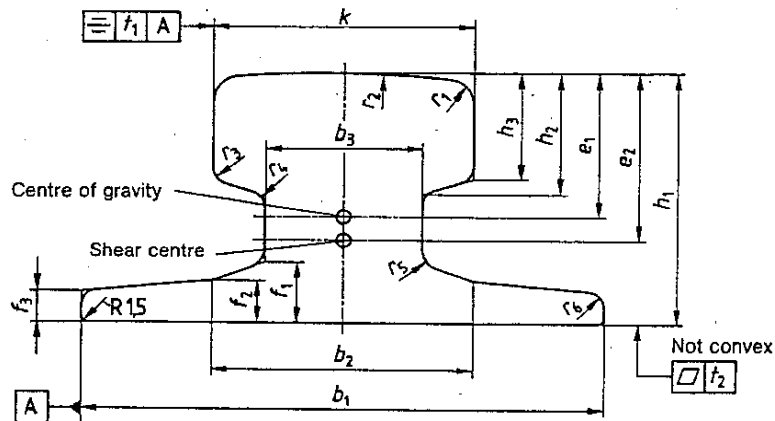 ⌯ t₁ A
k
r₂
r₁
h₃
h₂
e₁
e₂
h₁
b₃
r₃
r₄
Centre of gravity
Shear centre
r₅
f₃
R 1,5
f₂
f₁
r₆
b₂
Not convex
⏥ t₂
A
b₁